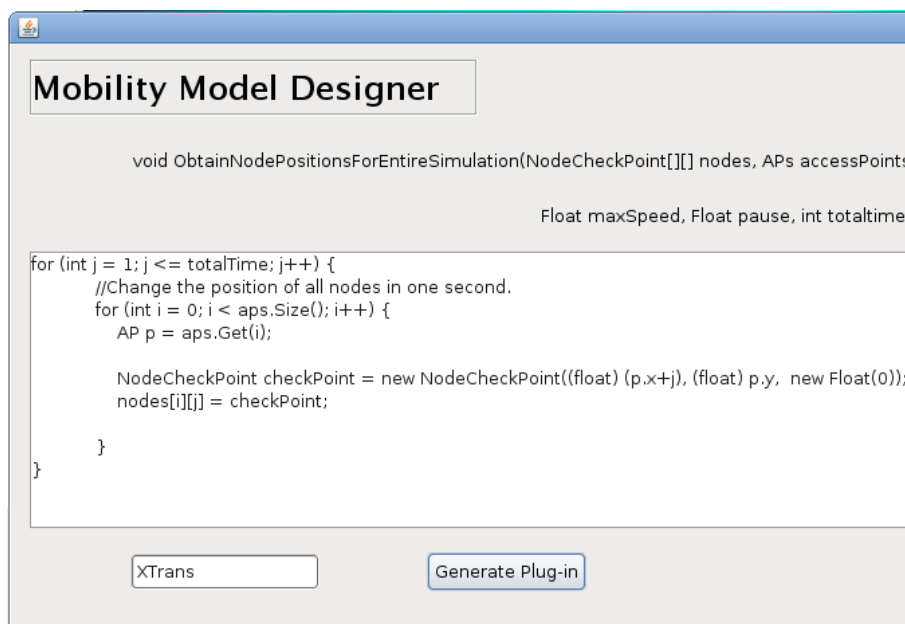 Mobility Model Designer
void ObtainNodePositionsForEntireSimulation(NodeCheckPoint[][] nodes, APs accessPoints
Float maxSpeed, Float pause, int totaltime
for (int j = 1; j <= totalTime; j++) {
//Change the position of all nodes in one second.
for (int i = 0; i < aps.Size(); i++) {
AP p = aps.Get(i);
NodeCheckPoint checkPoint = new NodeCheckPoint((float) (p.x+j), (float) p.y,  new Float(0));
nodes[i][j] = checkPoint;
}
}
XTrans
Generate Plug-in